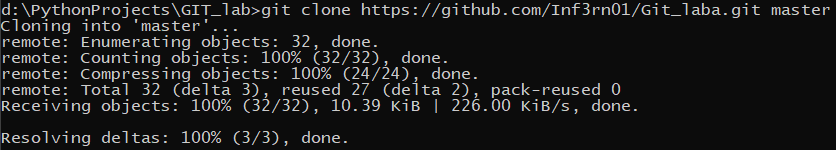 d:\PythonProjects\GIT_lab>git clone https://github.com/Inf3rn01/Git_laba.git master
Cloning into 'master'...
remote: Enumerating objects: 32, done.
remote: Counting objects: 100% (32/32), done.
remote: Compressing objects: 100% (24/24), done.
remote: Total 32 (delta 3), reused 27 (delta 2), pack-reused 0
Receiving objects: 100% (32/32), 10.39 KiB | 226.00 KiB/s, done.
Resolving deltas: 100% (3/3), done.